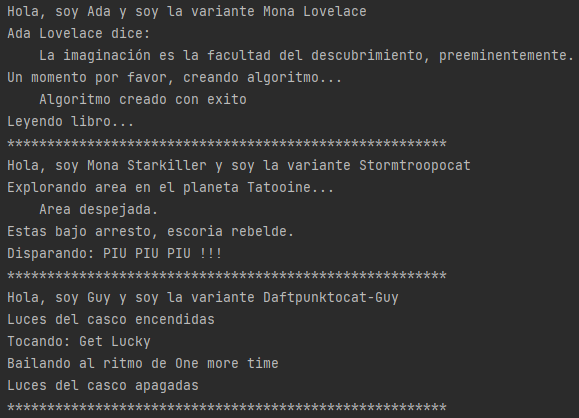 Hola, soy Ada y soy la variante Mona Lovelace
Ada Lovelace dice:
    La imaginación es la facultad del descubrimiento, preeminentemente.
Un momento por favor, creando algoritmo...
    Algoritmo creado con exito
Leyendo libro...
*******************************************************
Hola, soy Mona Starkiller y soy la variante Stormtroopocat
Explorando area en el planeta Tatooine...
    Area despejada.
Estas bajo arresto, escoria rebelde.
Disparando: PIU PIU PIU !!!
*******************************************************
Hola, soy Guy y soy la variante Daftpunktocat-Guy
Luces del casco encendidas
Tocando: Get Lucky
Bailando al ritmo de One more time
Luces del casco apagadas
*******************************************************